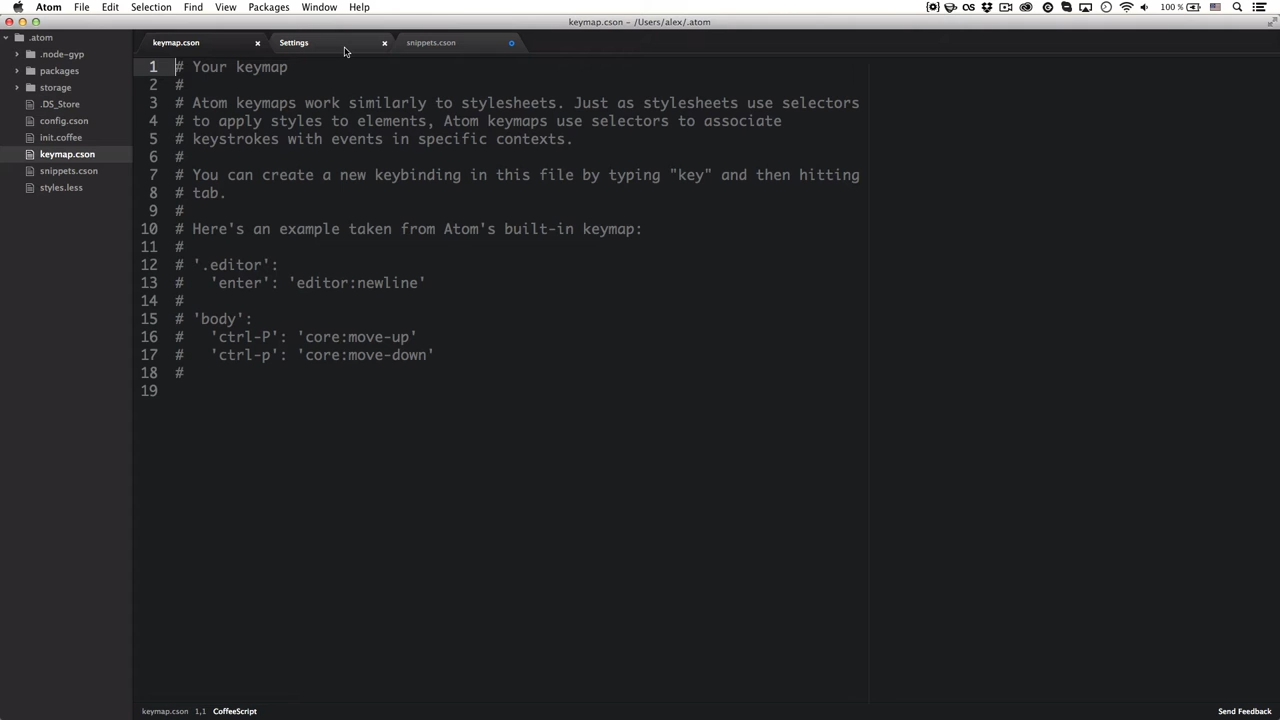 Atom File Edit Selection Find View Packages Window Help
100 %
keymap.cson – /Users/alex/.atom
.atom
.node-gyp
packages
storage
.DS_Store
config.cson
init.coffee
keymap.cson
snippets.cson
styles.less
keymap.cson Settings snippets.cson
1 # Your keymap
2 #
3 # Atom keymaps work similarly to stylesheets. Just as stylesheets use selectors
4 # to apply styles to elements, Atom keymaps use selectors to associate
5 # keystrokes with events in specific contexts.
6 #
7 # You can create a new keybinding in this file by typing "key" and then hitting
8 # tab.
9 #
10 # Here's an example taken from Atom's built-in keymap:
11 #
12 # '.editor':
13 #   'enter': 'editor:newline'
14 #
15 # 'body':
16 #   'ctrl-P': 'core:move-up'
17 #   'ctrl-p': 'core:move-down'
18 #
19
keymap.cson 1,1 CoffeeScript
Send Feedback